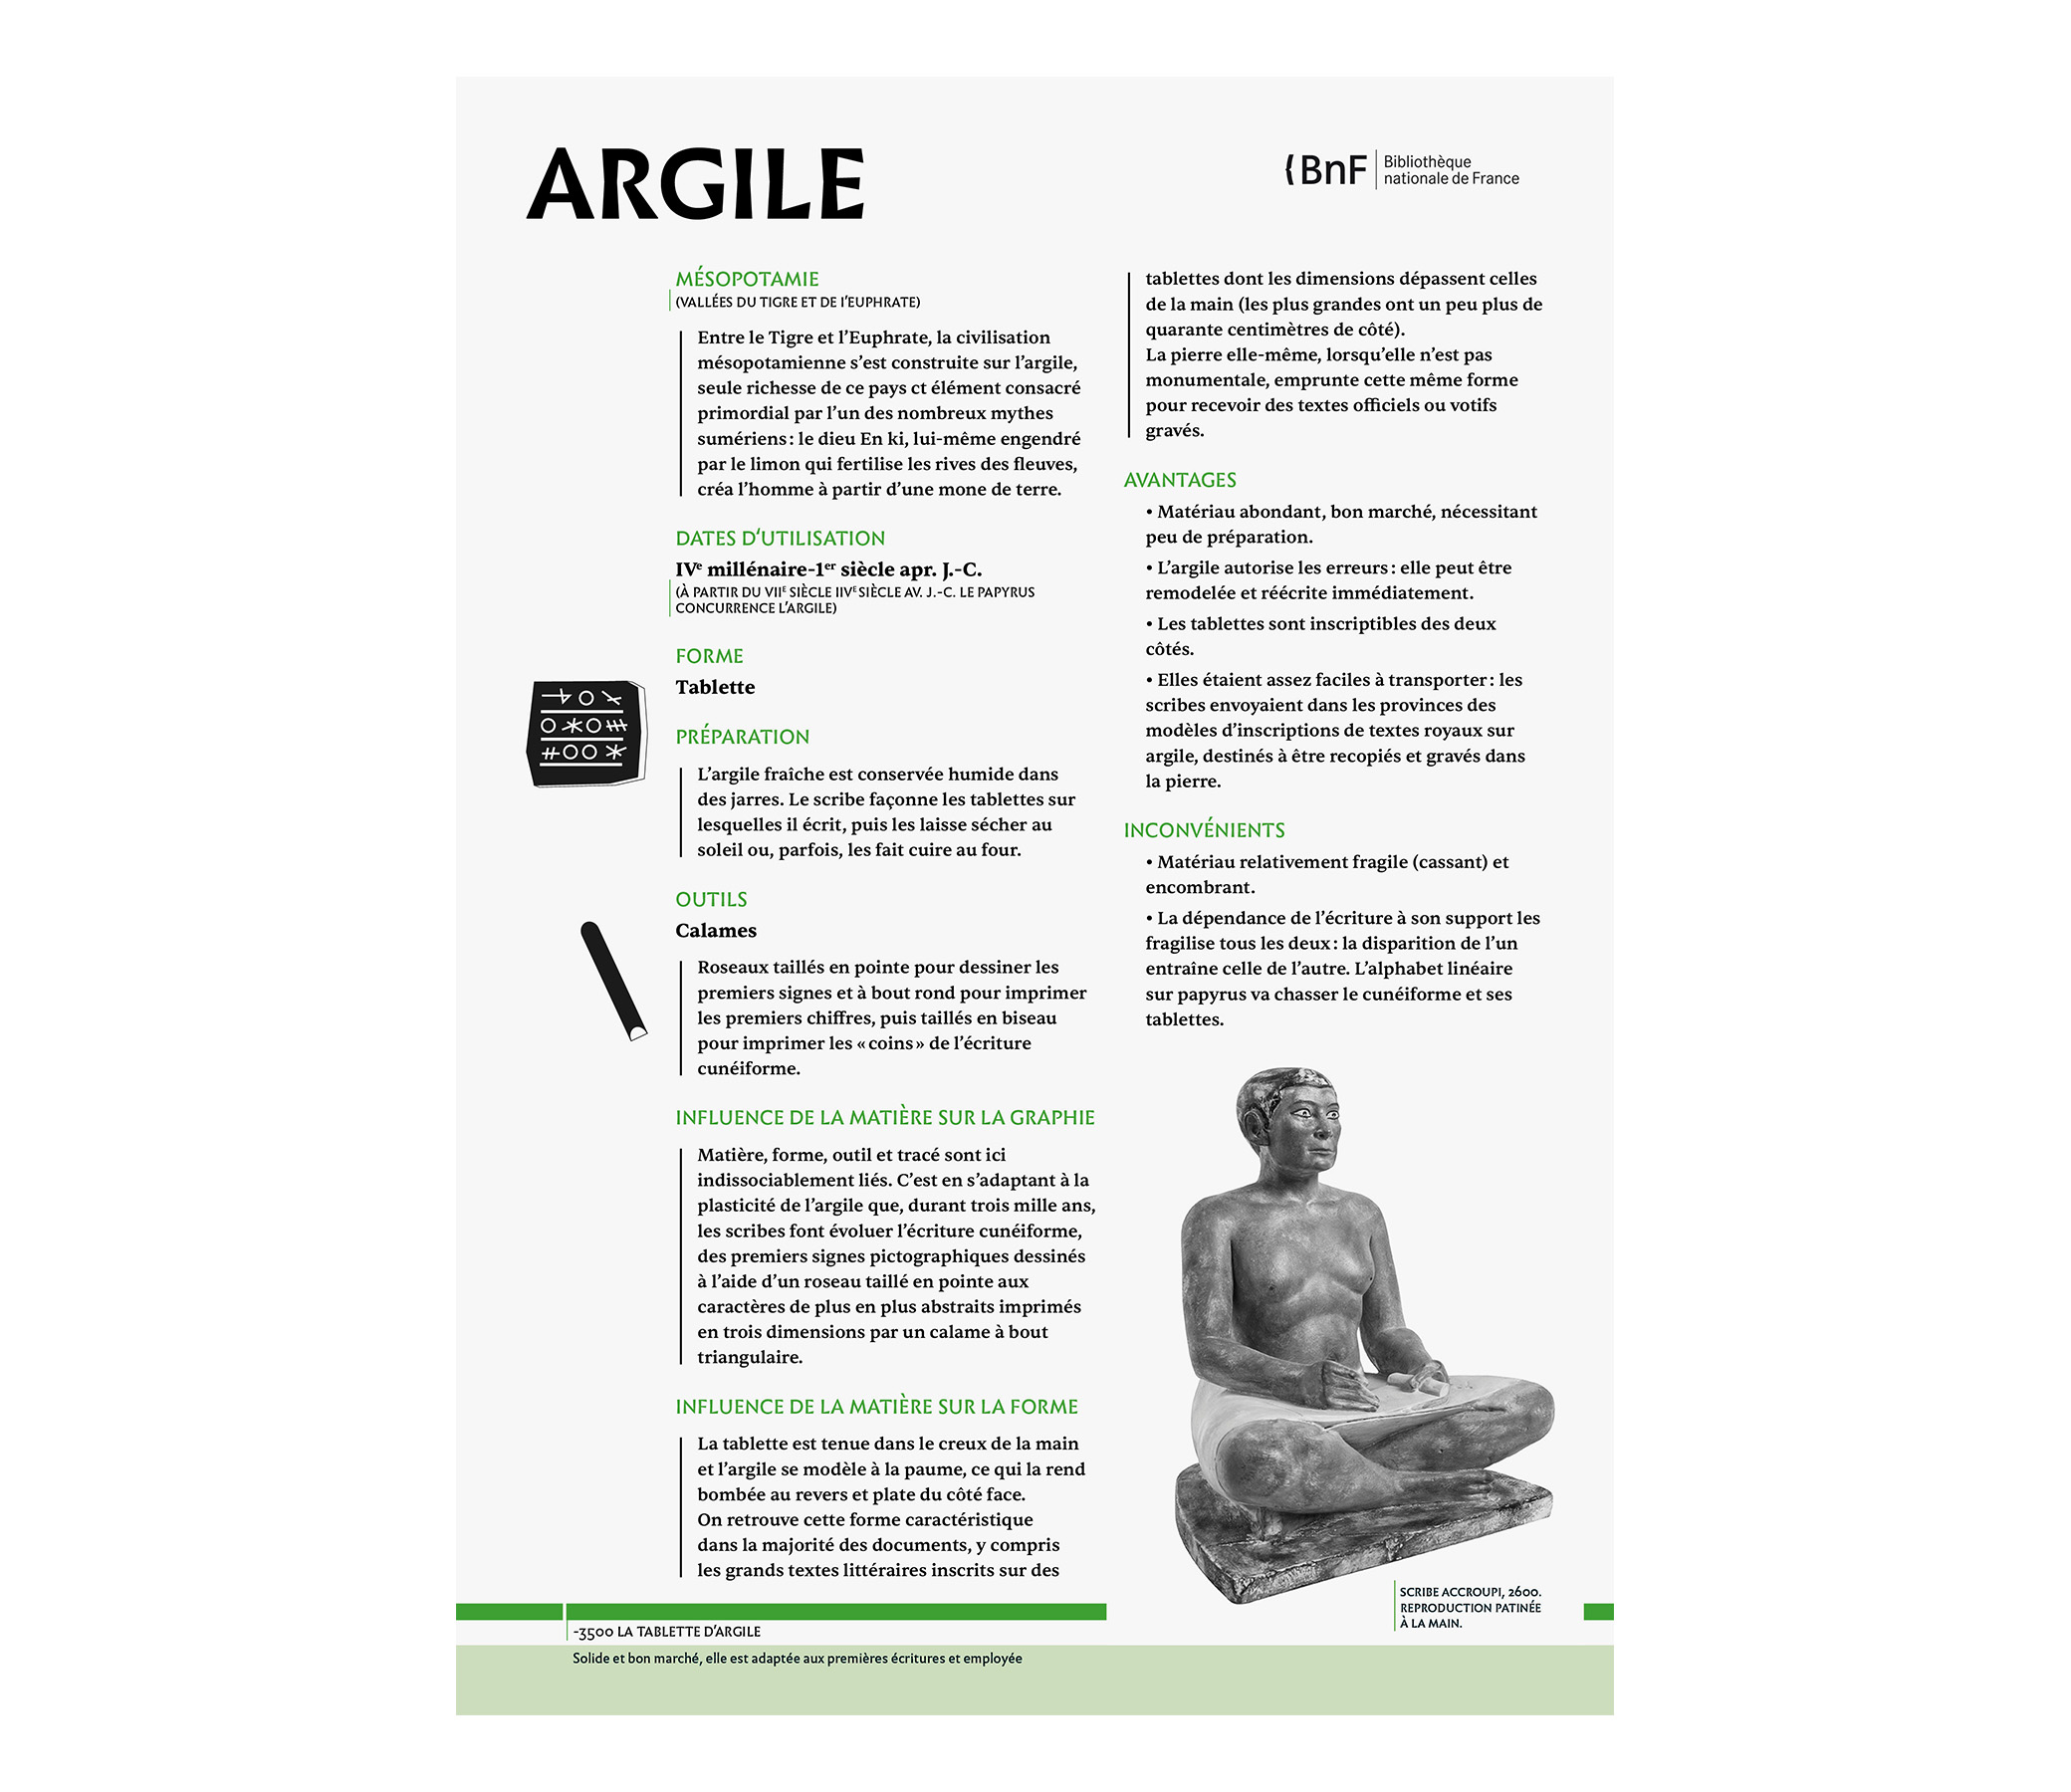 ARGILE
{BnF
Bibliothèque
nationale de France
MÉSOPOTAMIE
(VALLÉES DU TIGRE ET DE l'EUPHRATE)
Entre le Tigre et l'Euphrate, la civilisation
mésopotamienne s'est construite sur l'argile,
seule richesse de ce pays ct élément consacré
primordial par l'un des nombreux mythes
sumériens : le dieu En ki, lui-même engendré
par le limon qui fertilise les rives des fleuves,
créa l'homme à partir d'une mone de terre.
DATES D'UTILISATION
IVe millénaire-1er siècle apr. J.-C.
(À PARTIR DU VIIE SIÈCLE IIVE SIÈCLE AV. J.-C. LE PAPYRUS
CONCURRENCE L'ARGILE)
FORME
Tablette
PRÉPARATION
L'argile fraîche est conservée humide dans
des jarres. Le scribe façonne les tablettes sur
lesquelles il écrit, puis les laisse sécher au
soleil ou, parfois, les fait cuire au four.
OUTILS
Calames
Roseaux taillés en pointe pour dessiner les
premiers signes et à bout rond pour imprimer
les premiers chiffres, puis taillés en biseau
pour imprimer les « coins » de l'écriture
cunéiforme.
INFLUENCE DE LA MATIÈRE SUR LA GRAPHIE
Matière, forme, outil et tracé sont ici
indissociablement liés. C'est en s'adaptant à la
plasticité de l'argile que, durant trois mille ans,
les scribes font évoluer l'écriture cunéiforme,
des premiers signes pictographiques dessinés
à l'aide d'un roseau taillé en pointe aux
caractères de plus en plus abstraits imprimés
en trois dimensions par un calame à bout
triangulaire.
INFLUENCE DE LA MATIÈRE SUR LA FORME
La tablette est tenue dans le creux de la main
et l'argile se modèle à la paume, ce qui la rend
bombée au revers et plate du côté face.
On retrouve cette forme caractéristique
dans la majorité des documents, y compris
les grands textes littéraires inscrits sur des
tablettes dont les dimensions dépassent celles
de la main (les plus grandes ont un peu plus de
quarante centimètres de côté).
La pierre elle-même, lorsqu'elle n'est pas
monumentale, emprunte cette même forme
pour recevoir des textes officiels ou votifs
gravés.
AVANTAGES
• Matériau abondant, bon marché, nécessitant
peu de préparation.
• L'argile autorise les erreurs : elle peut être
remodelée et réécrite immédiatement.
• Les tablettes sont inscriptibles des deux
côtés.
• Elles étaient assez faciles à transporter : les
scribes envoyaient dans les provinces des
modèles d'inscriptions de textes royaux sur
argile, destinés à être recopiés et gravés dans
la pierre.
INCONVÉNIENTS
• Matériau relativement fragile (cassant) et
encombrant.
• La dépendance de l'écriture à son support les
fragilise tous les deux : la disparition de l'un
entraîne celle de l'autre. L'alphabet linéaire
sur papyrus va chasser le cunéiforme et ses
tablettes.
SCRIBE ACCROUPI, 2600.
REPRODUCTION PATINÉE
À LA MAIN.
-3500 LA TABLETTE D'ARGILE
Solide et bon marché, elle est adaptée aux premières écritures et employée